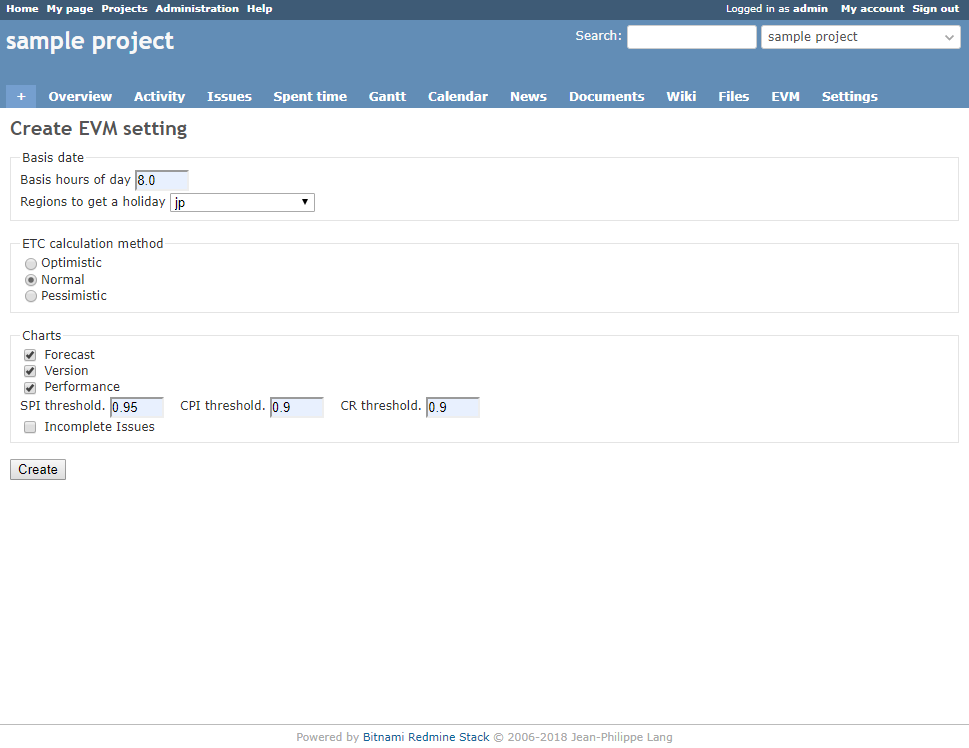 Home My page Projects Administration Help Logged in as admin My account Sign out
sample project Search: sample project
+ Overview Activity Issues Spent time Gantt Calendar News Documents Wiki Files EVM Settings
Create EVM setting
Basis date
Basis hours of day 8.0
Regions to get a holiday jp
ETC calculation method
Optimistic
Normal
Pessimistic
Charts
Forecast
Version
Performance
SPI threshold. 0.95 CPI threshold. 0.9 CR threshold. 0.9
Incomplete Issues
Create
Powered by Bitnami Redmine Stack © 2006-2018 Jean-Philippe Lang